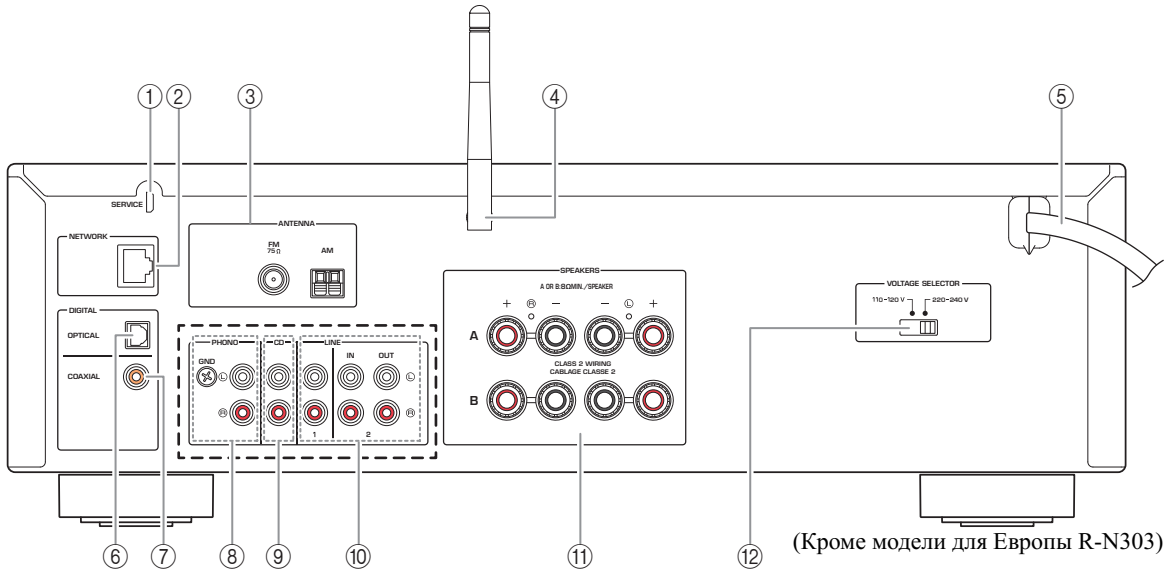 ① ② ③ ④ ⑤
SERVICE
NETWORK
ANTENNA
FM
75Ω
AM
DIGITAL
OPTICAL
COAXIAL
PHONO
CD
LINE
GND
IN
OUT
L
L
R
R
1
2
SPEAKERS
A OR B:8ΩMIN./SPEAKER
+ R − − L +
A
CLASS 2 WIRING
CABLAGE CLASSE 2
B
VOLTAGE SELECTOR
110-120 V
220-240 V
⑥ ⑦ ⑧ ⑨ ⑩ ⑪ ⑫
(Кроме модели для Европы R-N303)